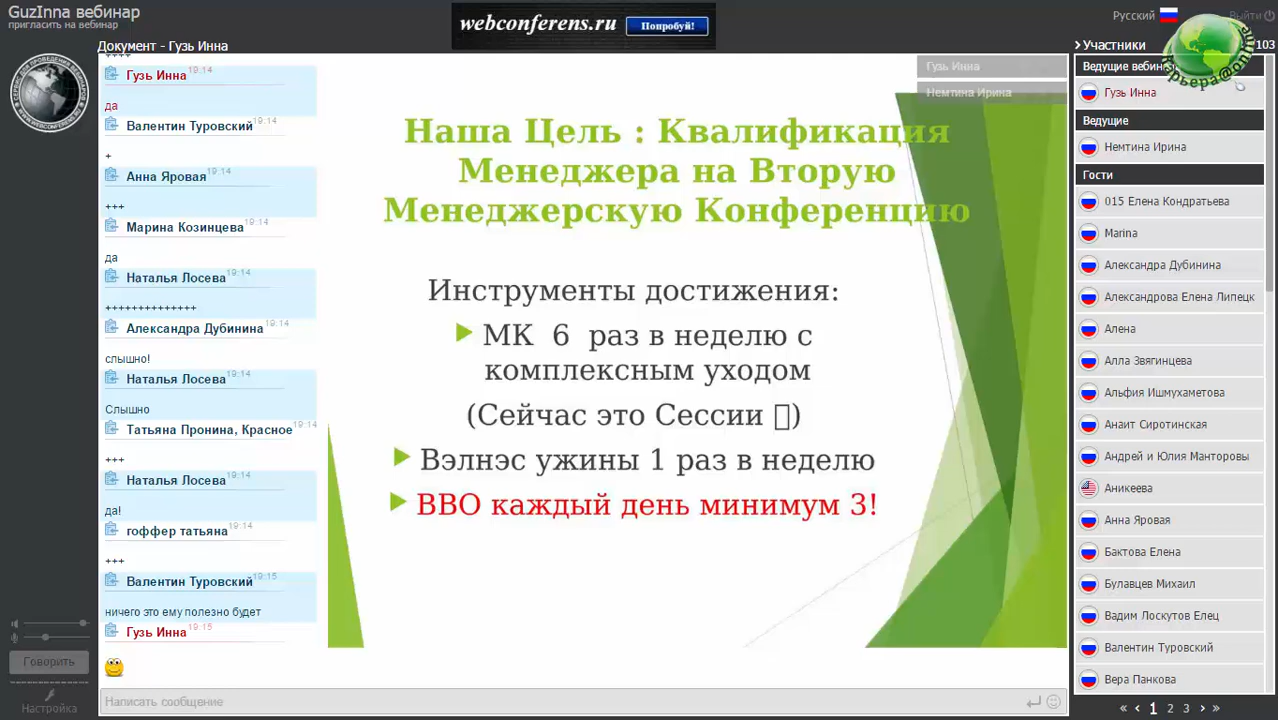 GuzInna вебинар
пригласить на вебинар
webconferens.ru Попробуй!
Русский Выйти
Документ - Гузь Инна
Участники 103
++++
Гузь Инна 19:14
да
Валентин Туровский 19:14
+
Анна Яровая 19:14
+++
Марина Козинцева 19:14
да
Наталья Лосева 19:14
++++++++++++++
Александра Дубинина 19:14
слышно!
Наталья Лосева 19:14
Слышно
Татьяна Пронина, Красное 19:14
+++
Наталья Лосева 19:14
да!
гоффер татьяна 19:14
+++
Валентин Туровский 19:15
ничего это ему полезно будет
Гузь Инна 19:15
Написать сообщение
Говорить
Настройка
Гузь Инна
Немтина Ирина
Наша Цель : Квалификация
Менеджера на Вторую
Менеджерскую Конференцию
Инструменты достижения:
МК 6 раз в неделю с
комплексным уходом
(Сейчас это Сессии )
Вэлнэс ужины 1 раз в неделю
ВВО каждый день минимум 3!
Ведущие вебин
Гузь Инна
Ведущие
Немтина Ирина
Гости
015 Елена Кондратьева
Marina
Александра Дубинина
Александрова Елена Липецк
Алена
Алла Звягинцева
Альфия Ишмухаметова
Анаит Сиротинская
Андрей и Юлия Манторовы
Аникеева
Анна Яровая
Бактова Елена
Булавцев Михаил
Вадим Лоскутов Елец
Валентин Туровский
Вера Панкова
« ‹ 1 2 3 › »